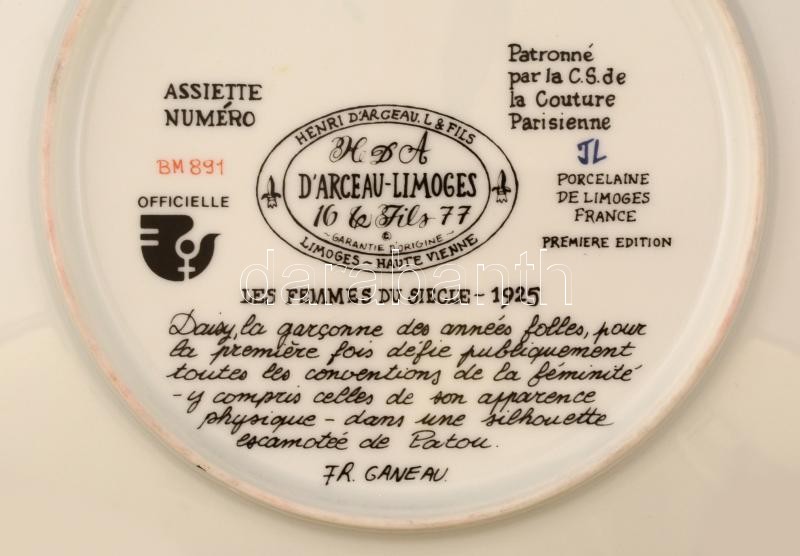 ASSIETTE
NUMÉRO
BM 891
OFFICIELLE
HENRI D'ARCEAU. L & FILS
H D A
D'ARCEAU-LIMOGES
16 & Fils 77
©
~GARANTIE D'ORIGINE~
LIMOGES ~ HAUTE VIENNE
Patronné
par la C.S. de
la Couture
Parisienne
JL
PORCELAINE
DE LIMOGES
FRANCE
PREMIERE EDITION
darabanth
LES FEMMES DU SIECLE - 1925
Daisy, la garçonne des années folles, pour
la première fois défie publiquement
toutes les conventions de la féminité
- y compris celles de son apparence
physique - dans une silhouette
escamotée de Patou.
FR. GANEAU.